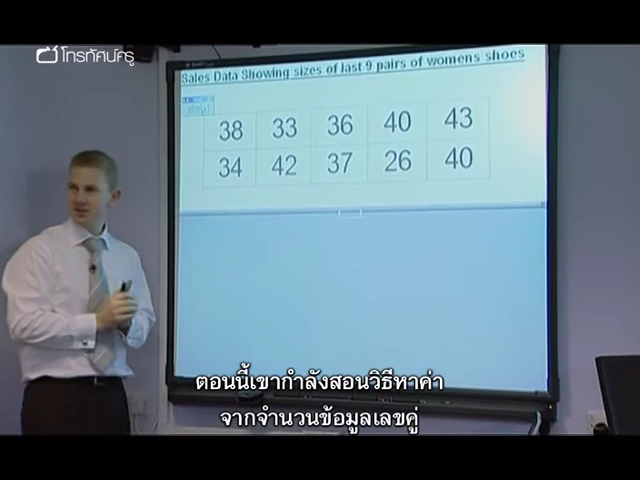 โทรทัศน์ครู
Sales Data Showing sizes of last 9 pairs of womens shoes
38 33 36 40 43
34 42 37 26 40
ตอนนี้เขากำลังสอนวิธีหาค่า
จากจำนวนข้อมูลเลขคู่